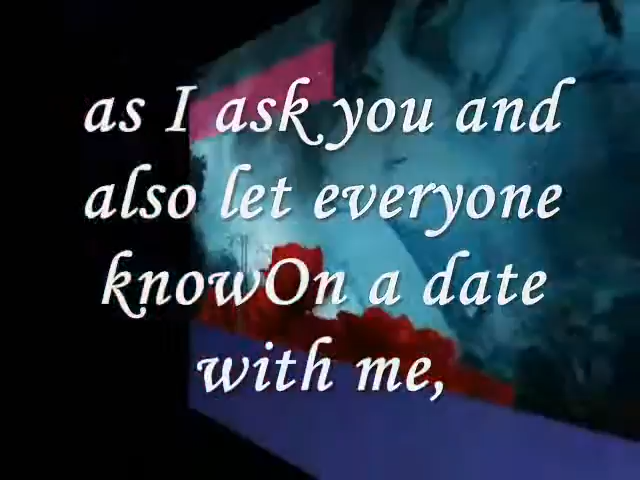 as I ask you and
also let everyone
knowOn a date
with me,